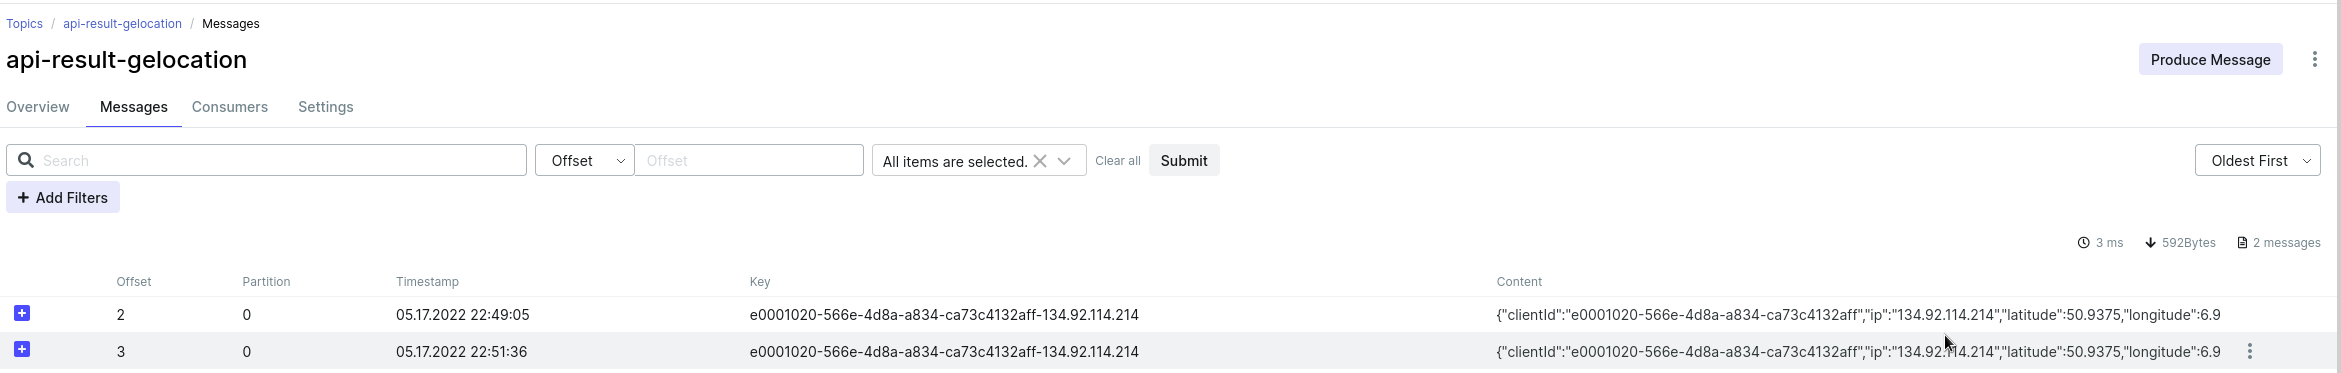 Topics / api-result-gelocation / Messages
api-result-gelocation
Produce Message
Overview Messages Consumers Settings
Search Offset Offset All items are selected. Clear all Submit Oldest First
Add Filters
3 ms 592Bytes 2 messages
Offset Partition Timestamp Key Content
2 0 05.17.2022 22:49:05 e0001020-566e-4d8a-a834-ca73c4132aff-134.92.114.214 {"clientId":"e0001020-566e-4d8a-a834-ca73c4132aff","ip":"134.92.114.214","latitude":50.9375,"longitude":6.9
3 0 05.17.2022 22:51:36 e0001020-566e-4d8a-a834-ca73c4132aff-134.92.114.214 {"clientId":"e0001020-566e-4d8a-a834-ca73c4132aff","ip":"134.92.114.214","latitude":50.9375,"longitude":6.9